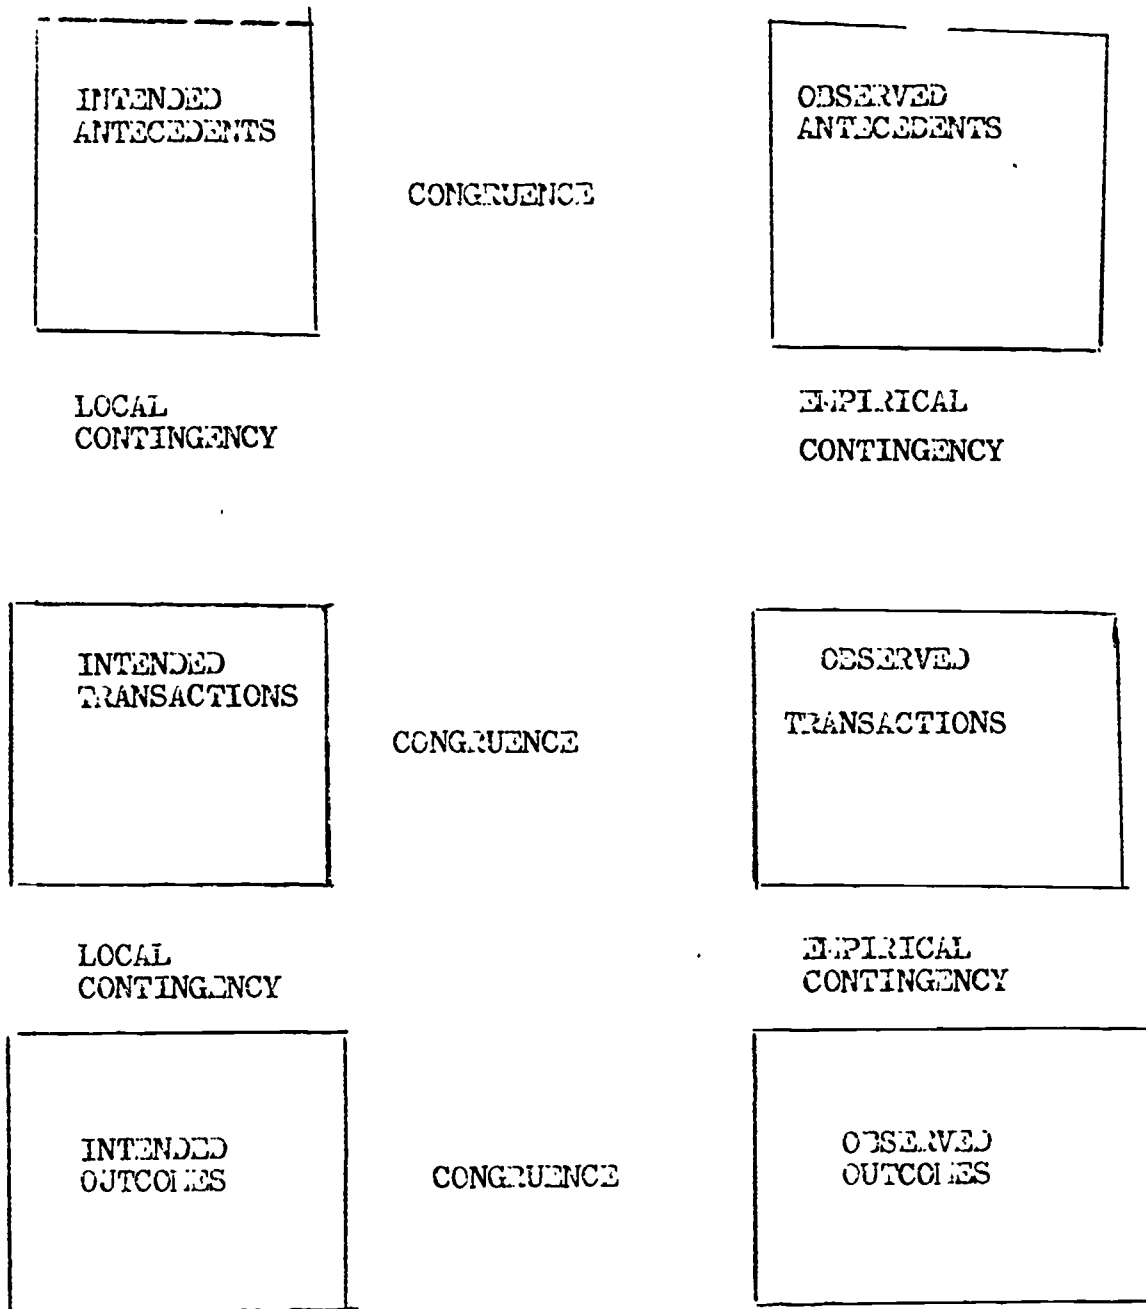 INTENDED
ANTECEDENTS
OBSERVED
ANTECEDENTS
CONGRUENCE
LOCAL
CONTINGENCY
EMPIRICAL
CONTINGENCY
INTENDED
TRANSACTIONS
OBSERVED
TRANSACTIONS
CONGRUENCE
LOCAL
CONTINGENCY
EMPIRICAL
CONTINGENCY
INTENDED
OUTCOMES
OBSERVED
OUTCOMES
CONGRUENCE